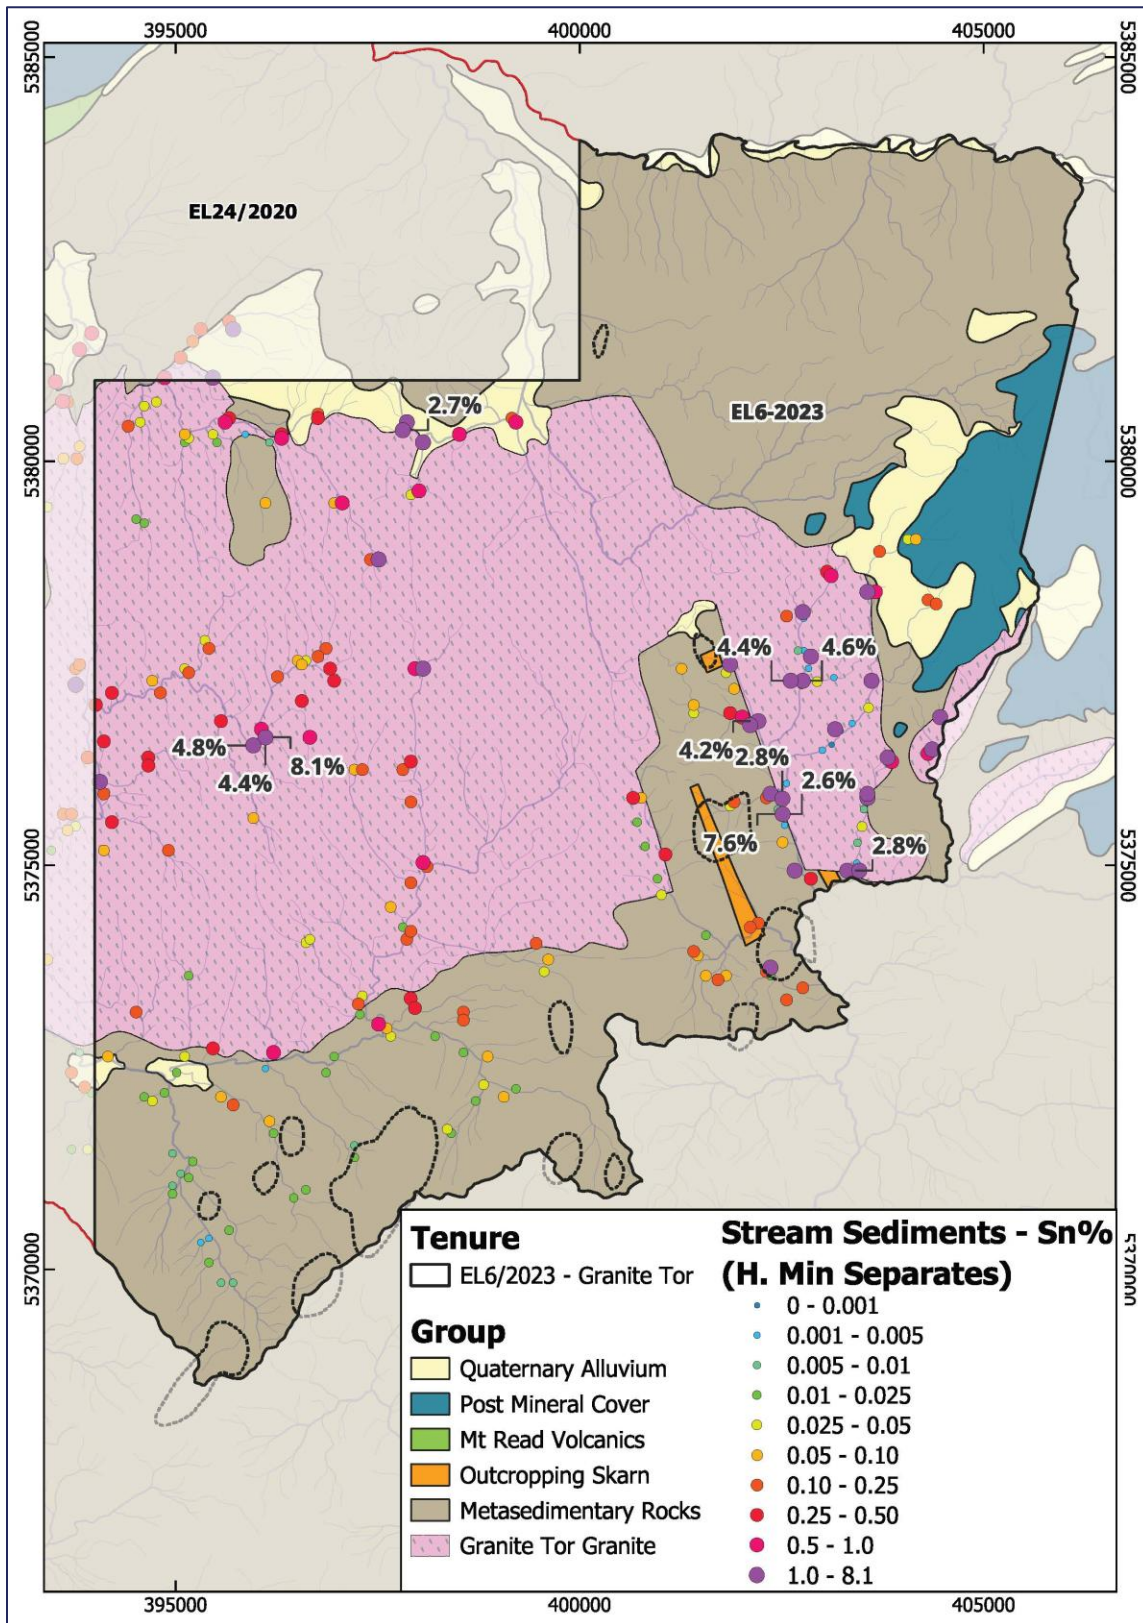 395000
400000
405000
5385000
5385000
EL24/2020
2.7%
EL6-2023
5380000
5380000
4.4%
4.6%
4.8%
4.2%
2.8%
8.1%
4.4%
2.6%
7.6%
2.8%
5375000
5375000
5370000
5370000
Tenure
EL6/2023 - Granite Tor
Group
Quaternary Alluvium
Post Mineral Cover
Mt Read Volcanics
Outcropping Skarn
Metasedimentary Rocks
Granite Tor Granite
Stream Sediments - Sn%
(H. Min Separates)
0 - 0.001
0.001 - 0.005
0.005 - 0.01
0.01 - 0.025
0.025 - 0.05
0.05 - 0.10
0.10 - 0.25
0.25 - 0.50
0.5 - 1.0
1.0 - 8.1
395000
400000
405000